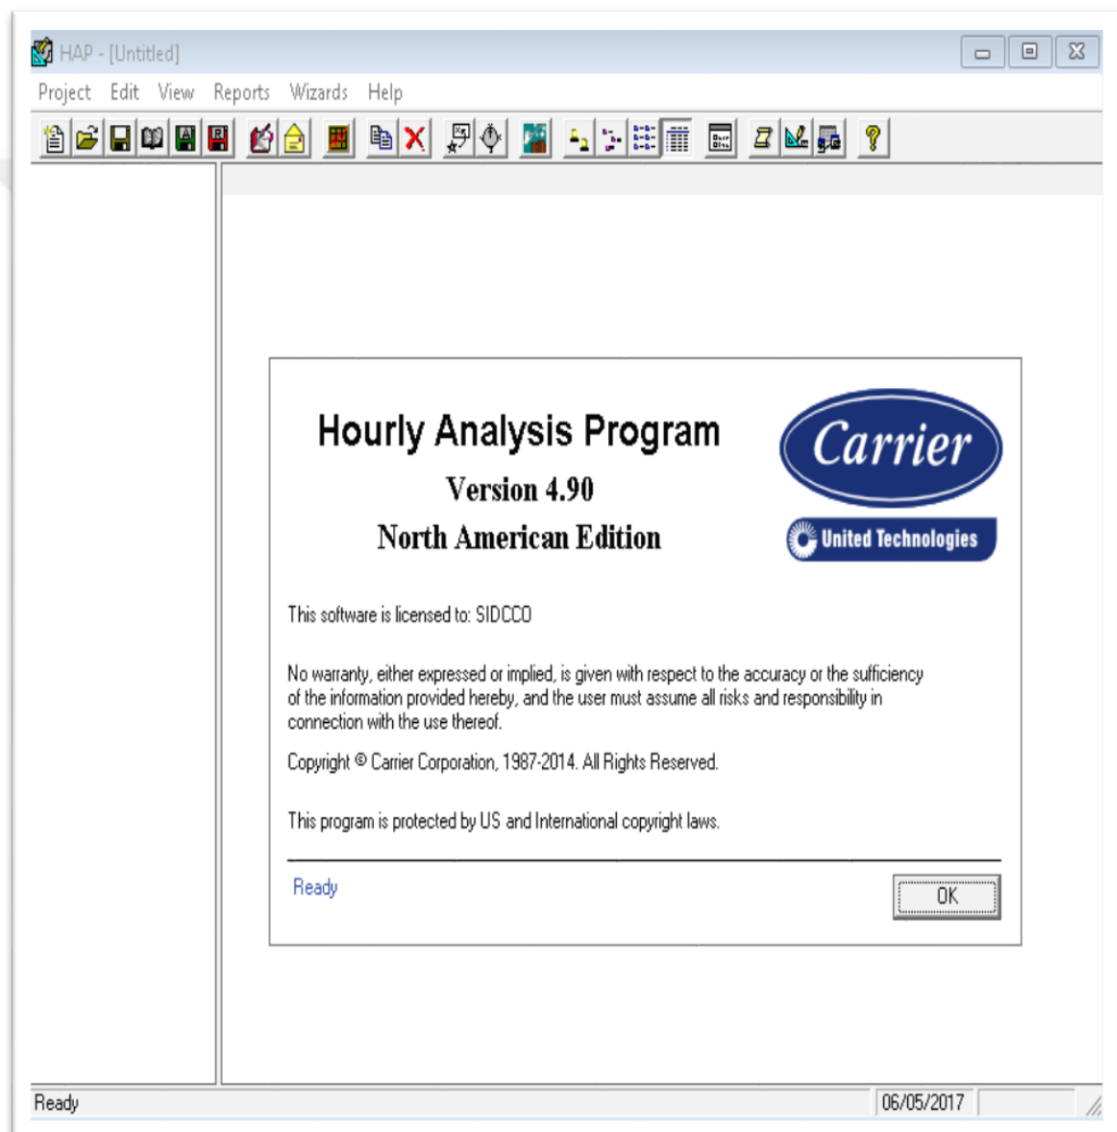 HAP - [Untitled]
Project Edit View Reports Wizards Help
Hourly Analysis Program
Version 4.90
North American Edition
Carrier
United Technologies
This software is licensed to: SIDCCO
No warranty, either expressed or implied, is given with respect to the accuracy or the sufficiency
of the information provided hereby, and the user must assume all risks and responsibility in
connection with the use thereof.
Copyright © Carrier Corporation, 1987-2014. All Rights Reserved.
This program is protected by US and International copyright laws.
Ready
OK
Ready
06/05/2017